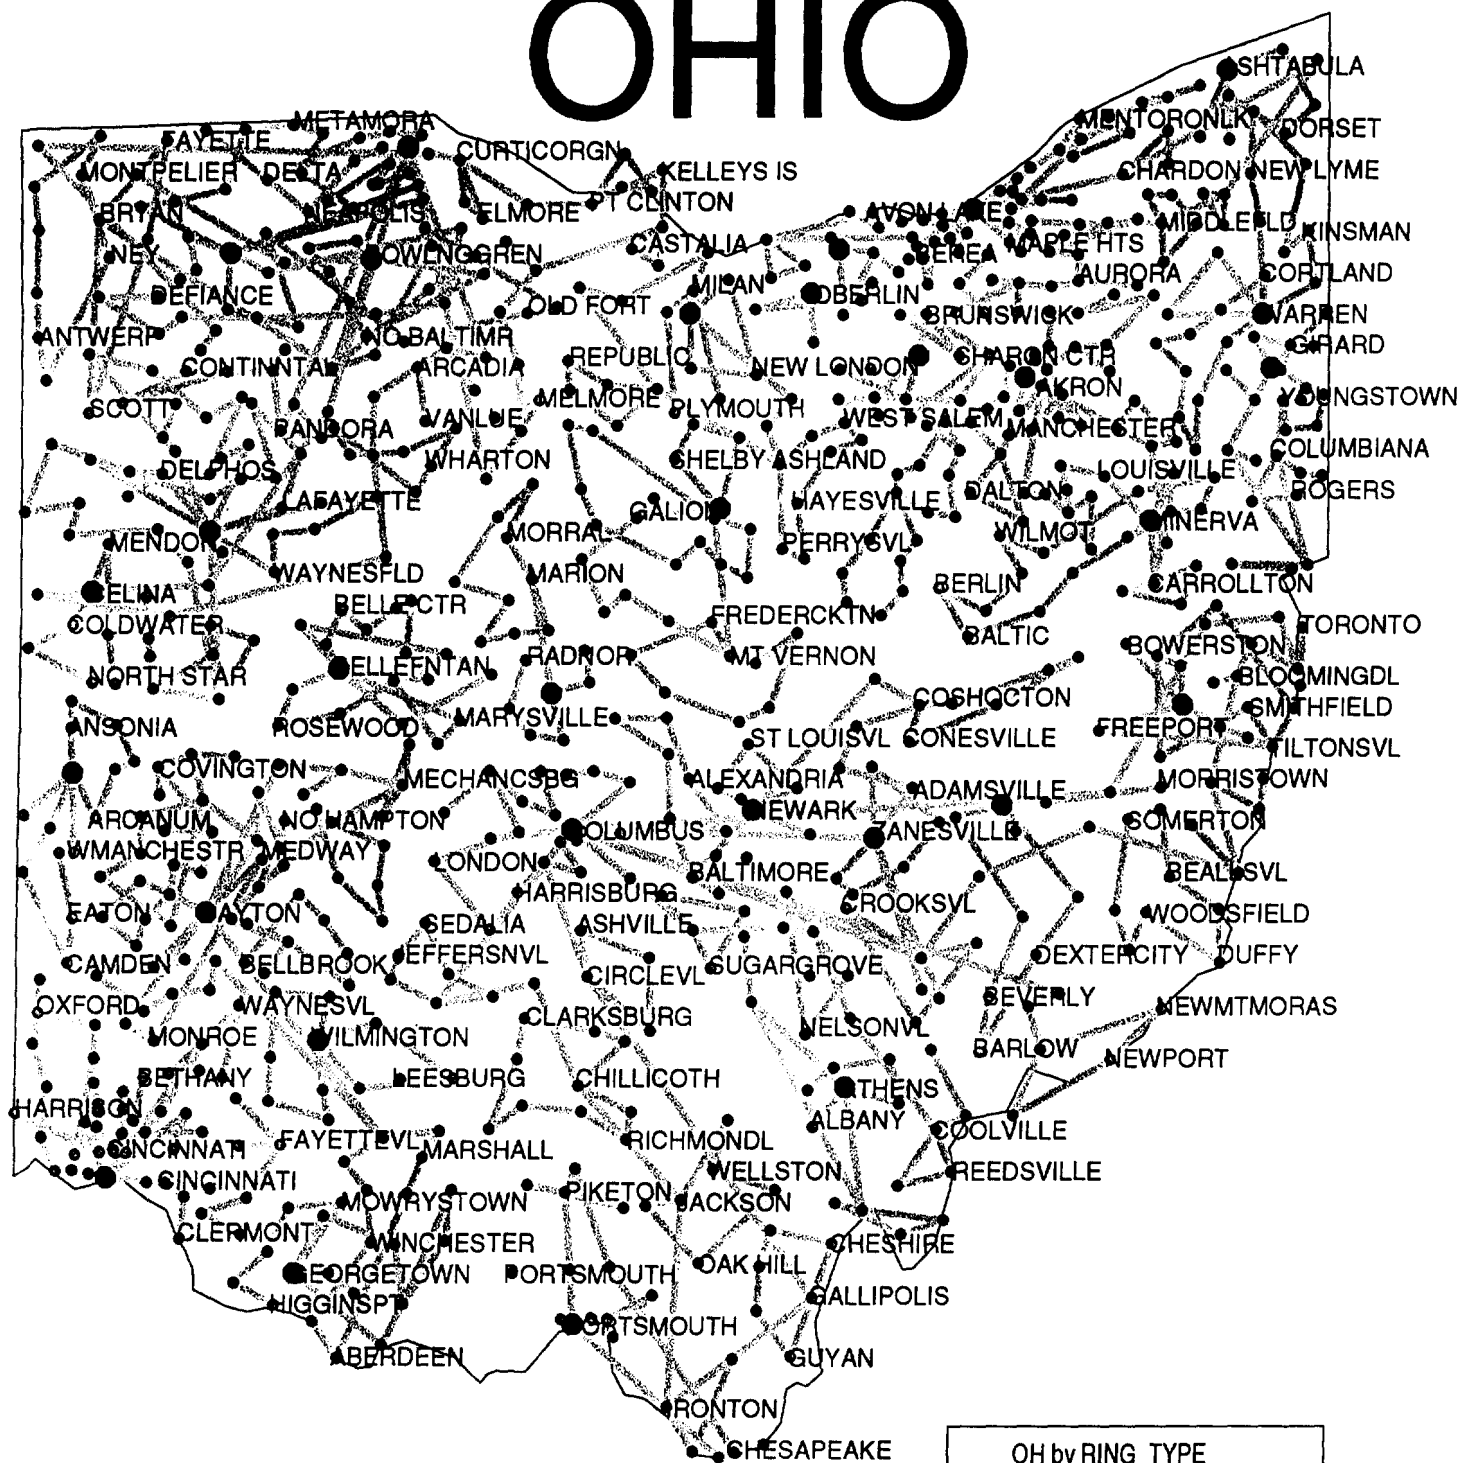 OHIO
ASHTABULA
METAMORA
MENTORONLK
DORSET
FAYETTE
CURTICORGN
MONTPELIER
DELTA
KELLEYS IS
CHARDON
NEW LYME
PT CLINTON
BRYAN
NEAPOLIS
ELMORE
AVON LAKE
MIDDLEFLD
KINSMAN
NEY
BOWLNGGREN
CASTALIA
BEREA
MAPLE HTS
AURORA
CORTLAND
DEFIANCE
OLD FORT
MILAN
OBERLIN
BRUNSWICK
WARREN
ANTWERP
NO BALTIMR
GIRARD
CONTINNTAL
ARCADIA
REPUBLIC
NEW LONDON
SHARON CTR
AKRON
YOUNGSTOWN
SCOTT
VANLUE
MELMORE
PLYMOUTH
WEST SALEM
MANCHESTER
PANDORA
COLUMBIANA
DELPHOS
WHARTON
SHELBY
ASHLAND
LOUISVILLE
ROGERS
LAFAYETTE
GALION
HAYESVILLE
DALTON
MENDON
MORRAL
PERRYSVL
WILMOT
MINERVA
WAYNESFLD
MARION
BERLIN
CARROLLTON
CELINA
BELLE CTR
FREDERCKTN
COLDWATER
BALTIC
TORONTO
BOWERSTON
NORTH STAR
BELLEFNTAN
RADNOR
MT VERNON
BLOOMINGDL
COSHOCTON
SMITHFIELD
ANSONIA
ROSEWOOD
MARYSVILLE
ST LOUISVL
CONESVILLE
FREEPORT
TILTONSVL
COVINGTON
MECHANCSBG
ALEXANDRIA
ADAMSVILLE
MORRISTOWN
ARCANUM
NO HAMPTON
COLUMBUS
NEWARK
ZANESVILLE
SOMERTON
WMANCHESTR
MEDWAY
LONDON
BALTIMORE
BEALLSVL
HARRISBURG
CROOKSVL
EATON
DAYTON
SEDALIA
ASHVILLE
WOODSFIELD
CAMDEN
BELLBROOK
JEFFERSNVL
CIRCLEVL
SUGARGROVE
DEXTERCITY
DUFFY
OXFORD
WAYNESVL
CLARKSBURG
BEVERLY
NEWMTMORAS
MONROE
WILMINGTON
NELSONVL
BARLOW
NEWPORT
BETHANY
LEESBURG
CHILLICOTH
ATHENS
HARRISON
ALBANY
COOLVILLE
CINCINNATI
FAYETTEVL
MARSHALL
RICHMONDL
CINCINNATI
WELLSTON
REEDSVILLE
MOWRYSTOWN
PIKETON
JACKSON
CLERMONT
WINCHESTER
CHESHIRE
GEORGETOWN
PORTSMOUTH
OAK HILL
HIGGINSPT
GALLIPOLIS
PORTSMOUTH
ABERDEEN
GUYAN
IRONTON
CHESAPEAKE
OH by RING_TYPE